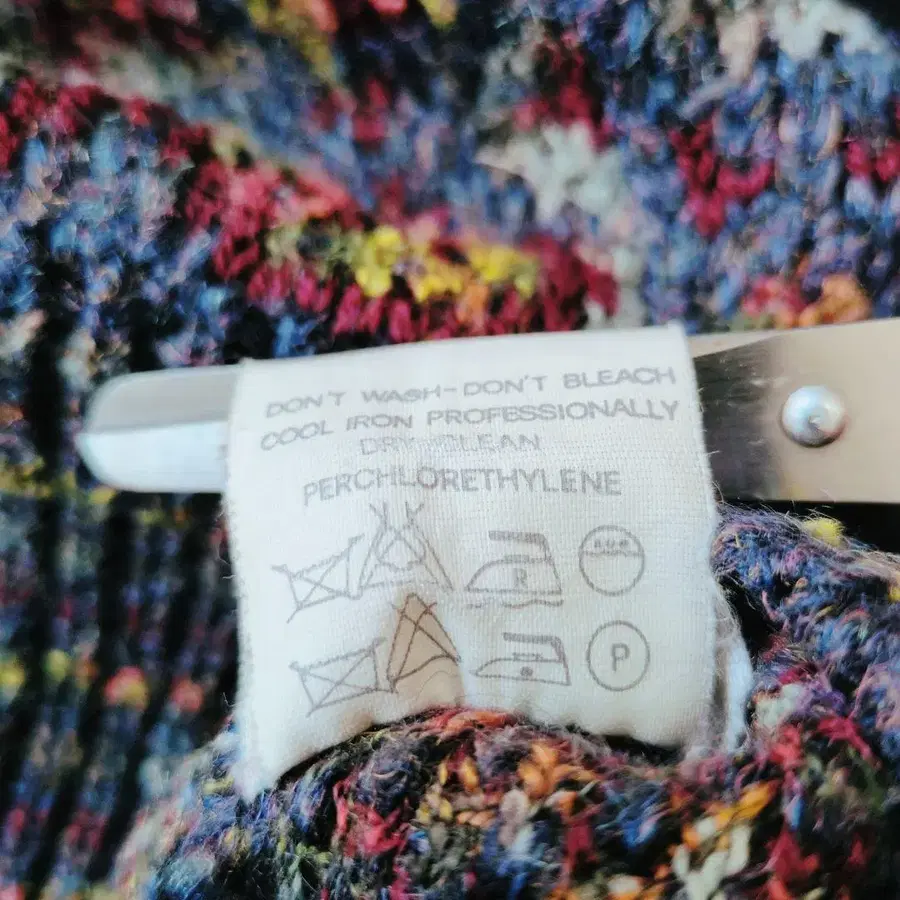 DON'T WASH-DON'T BLEACH
COOL IRON PROFESSIONALLY
DRY CLEAN
PERCHLORETHYLENE
P